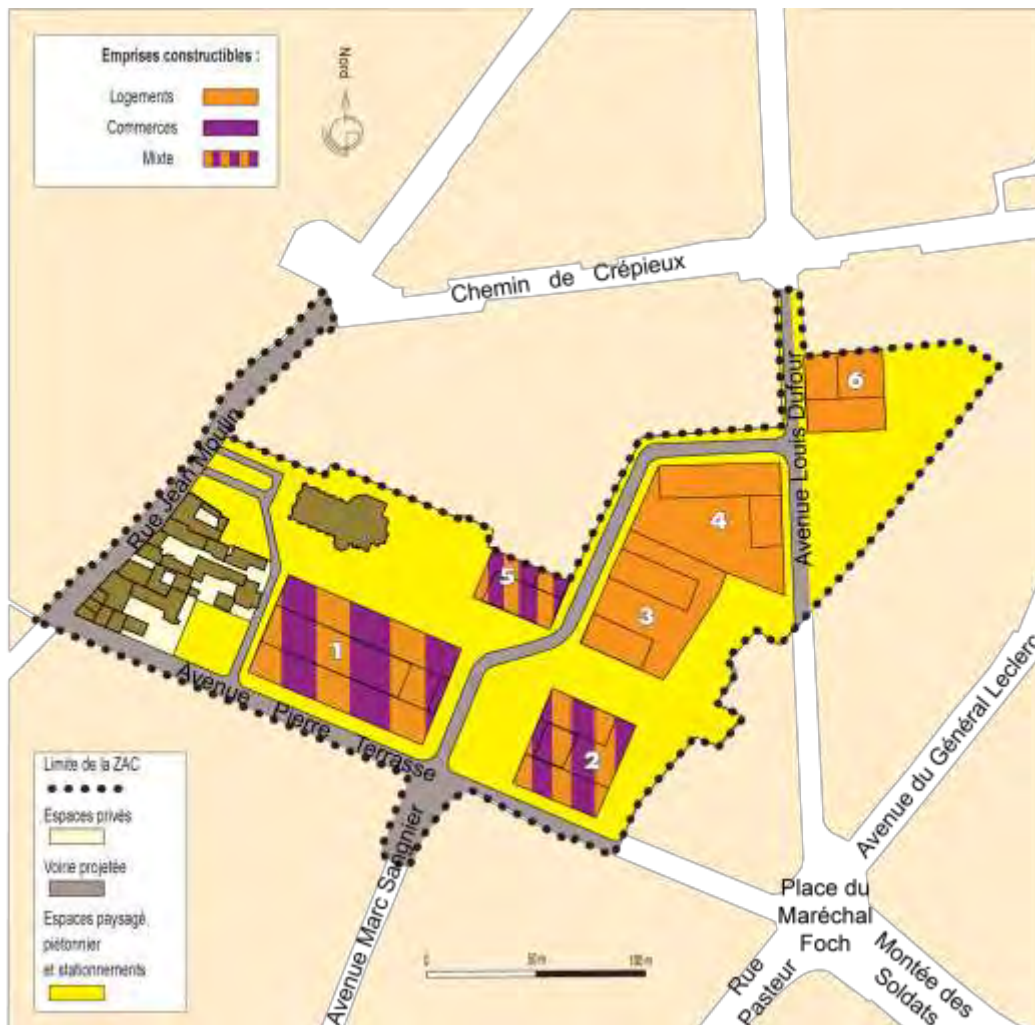 Emprises constructibles :
Logements
Commerces
Mixte
Nord
Chemin de Crépieux
Rue Jean Moulin
Avenue Louis Dufour
6
4
5
3
1
2
Avenue Pierre Terrasse
Limite de la ZAC
Espaces privés
Voirie projetée
Espaces paysagé,
piétonnier
et stationnements
Avenue Marc Sangnier
0 50 m 100 m
Avenue du Général Leclerc
Place du
Maréchal
Foch
Rue
Pasteur
Montée des
Soldats